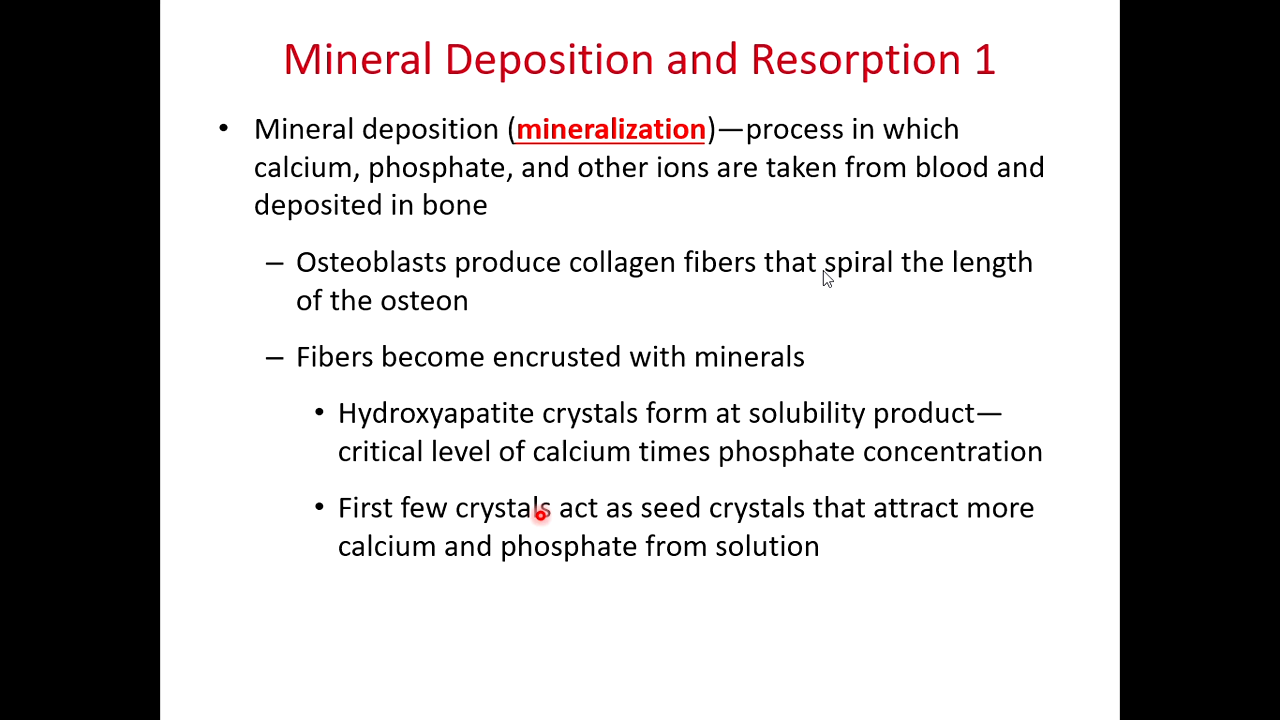 Mineral Deposition and Resorption 1
• Mineral deposition (mineralization)—process in which
calcium, phosphate, and other ions are taken from blood and
deposited in bone
– Osteoblasts produce collagen fibers that spiral the length
of the osteon
– Fibers become encrusted with minerals
• Hydroxyapatite crystals form at solubility product—
critical level of calcium times phosphate concentration
• First few crystals act as seed crystals that attract more
calcium and phosphate from solution